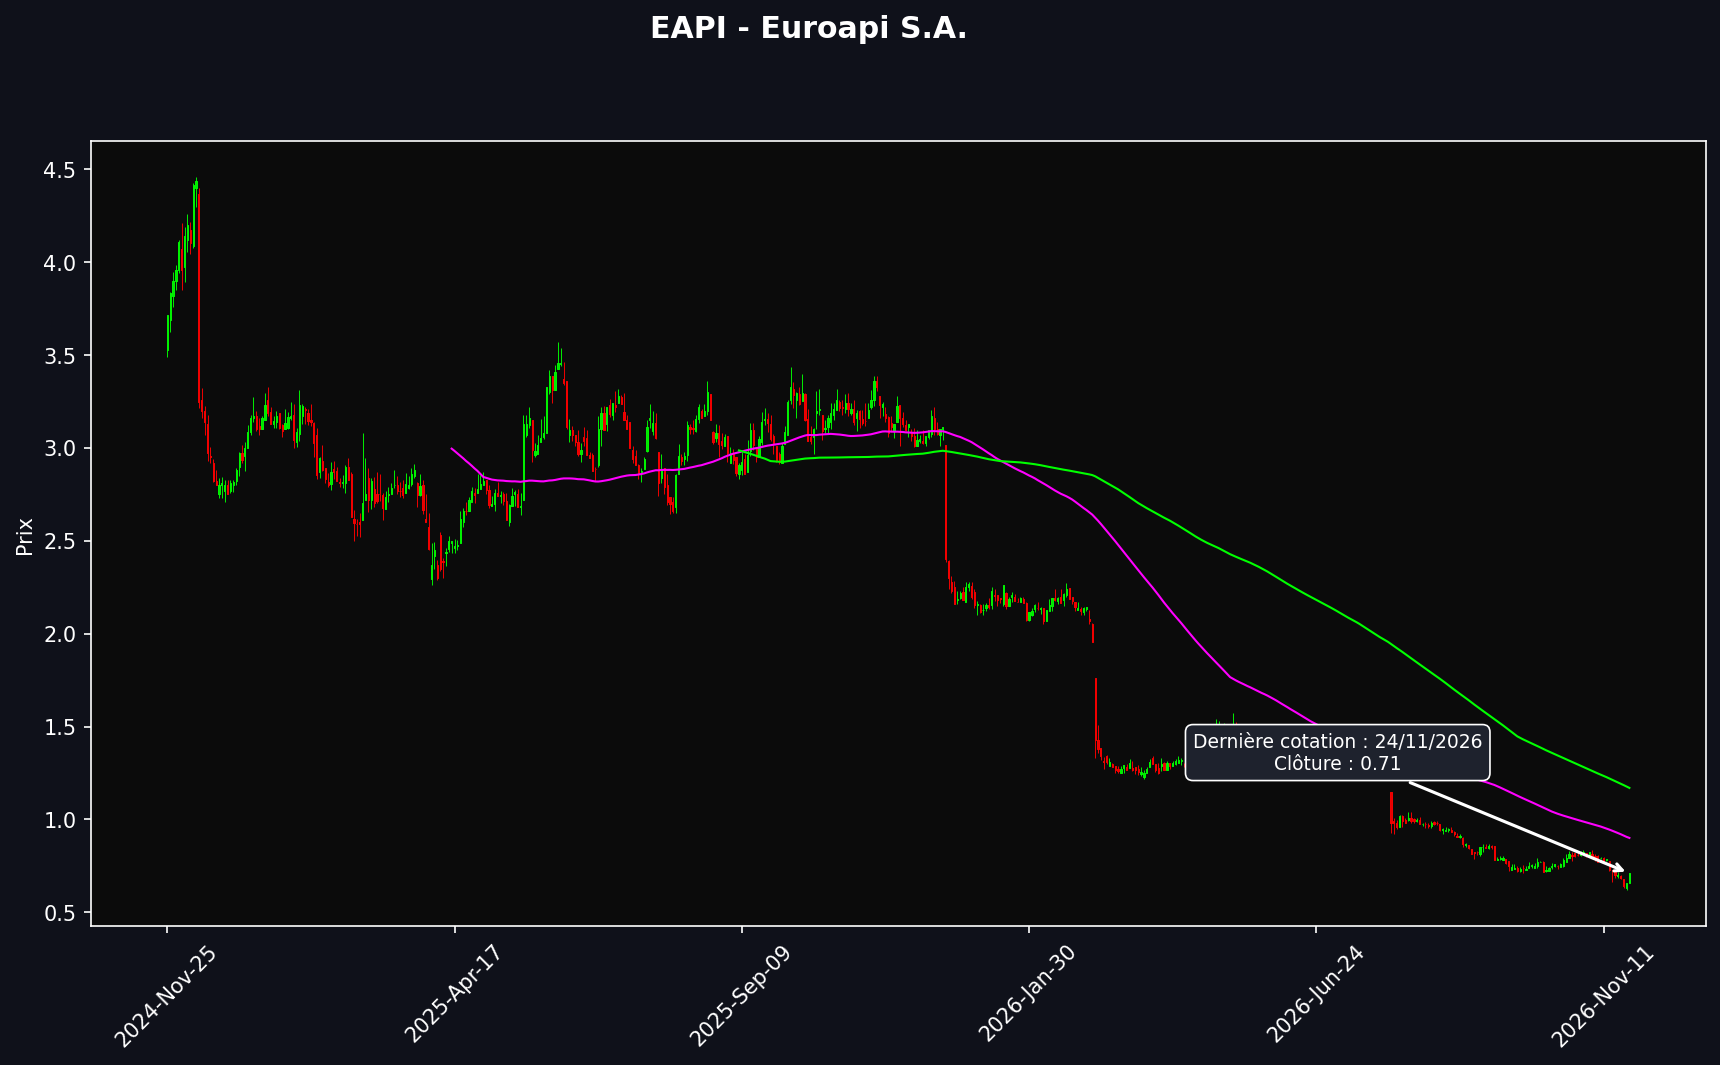 EAPI - Euroapi S.A.
Prix
4.5
4.0
3.5
3.0
2.5
2.0
1.5
1.0
0.5
Dernière cotation : 24/11/2026
Clôture : 0.71
2024-Nov-25
2025-Apr-17
2025-Sep-09
2026-Jan-30
2026-Jun-24
2026-Nov-11